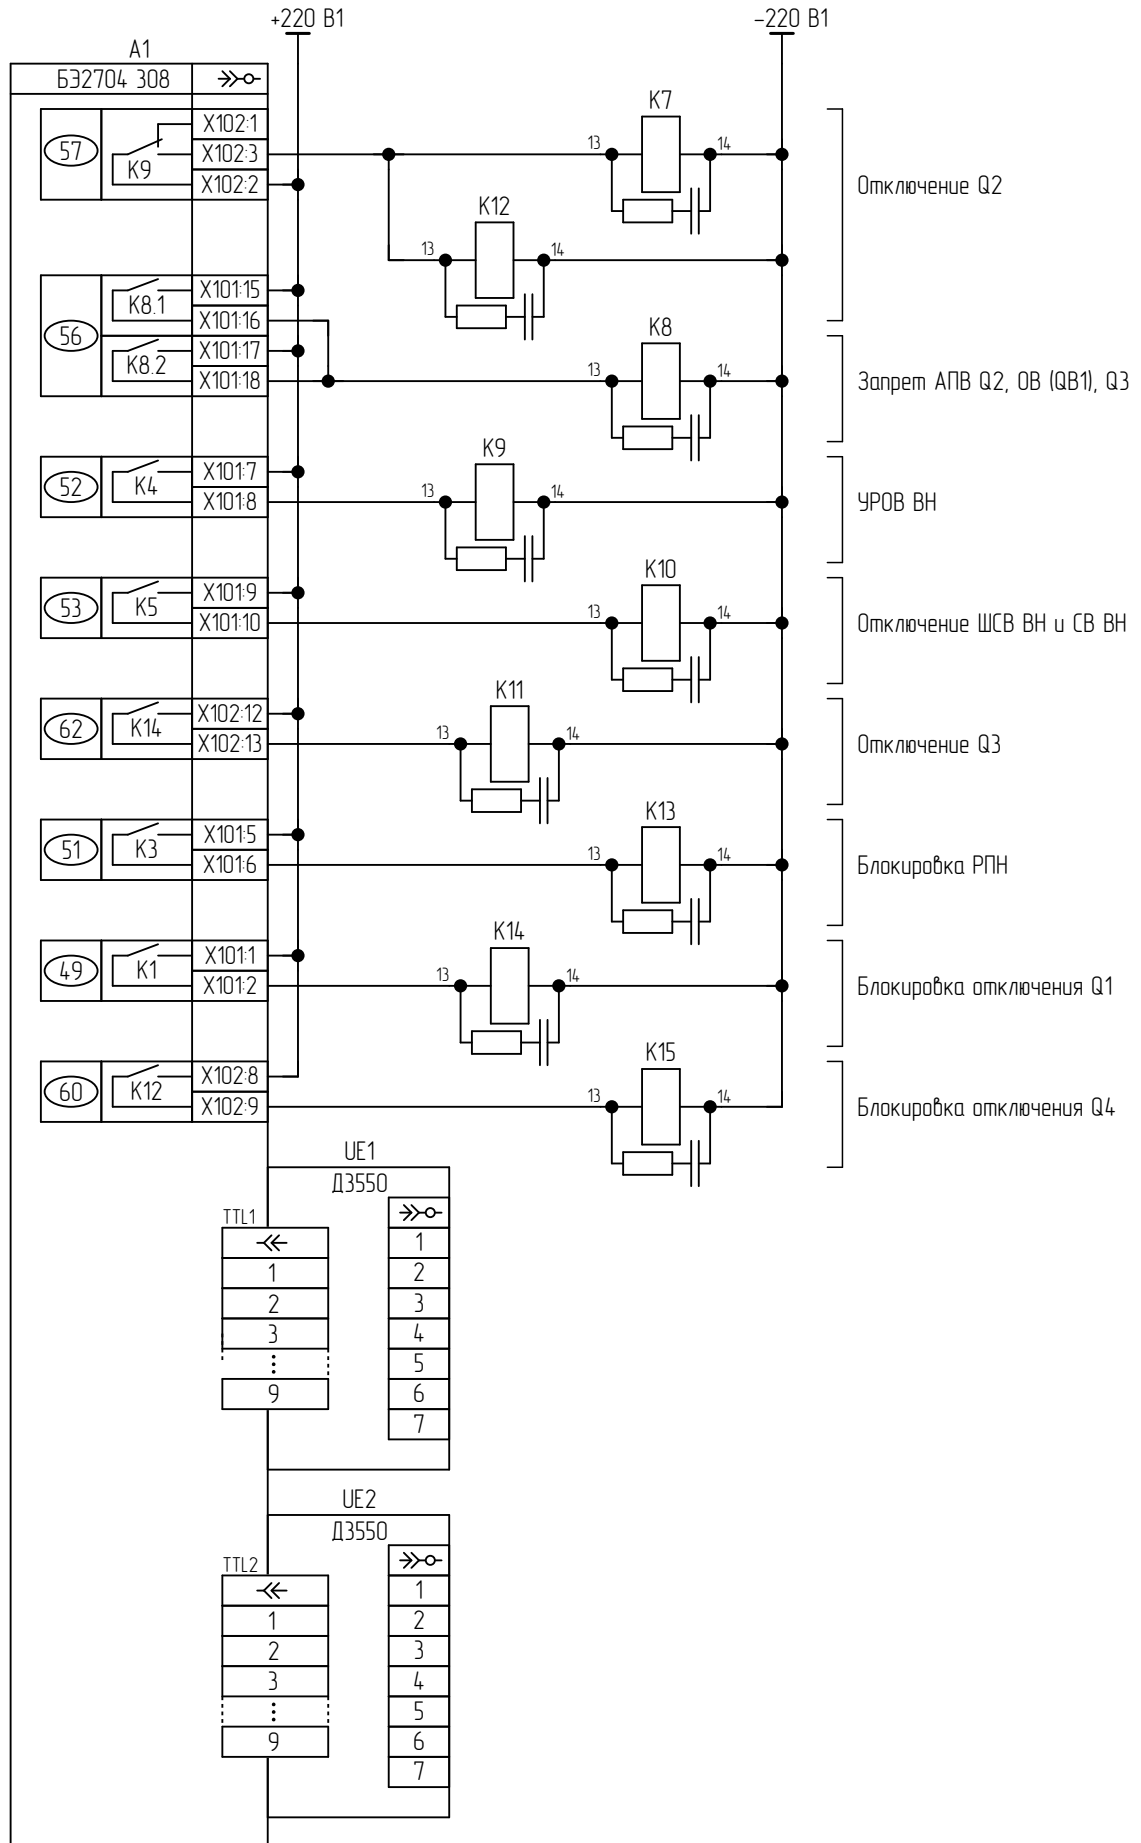 +220 В1
-220 В1
А1
БЭ2704 308
57
К9
Х102:1
Х102:3
Х102:2
13
К7
14
13
К12
14
Отключение Q2
56
К8.1
Х101:15
Х101:16
К8.2
Х101:17
Х101:18
13
К8
14
Запрет АПВ Q2, ОВ (QB1), Q3
52
К4
Х101:7
Х101:8
13
К9
14
УРОВ ВН
53
К5
Х101:9
Х101:10
13
К10
14
Отключение ШСВ ВН и СВ ВН
62
К14
Х102:12
Х102:13
13
К11
14
Отключение Q3
51
К3
Х101:5
Х101:6
13
К13
14
Блокировка РПН
49
К1
Х101:1
Х101:2
13
К14
14
Блокировка отключения Q1
60
К12
Х102:8
Х102:9
13
К15
14
Блокировка отключения Q4
UE1
Д3550
TTL1
1
2
3
9
1
2
3
4
5
6
7
UE2
Д3550
TTL2
1
2
3
9
1
2
3
4
5
6
7